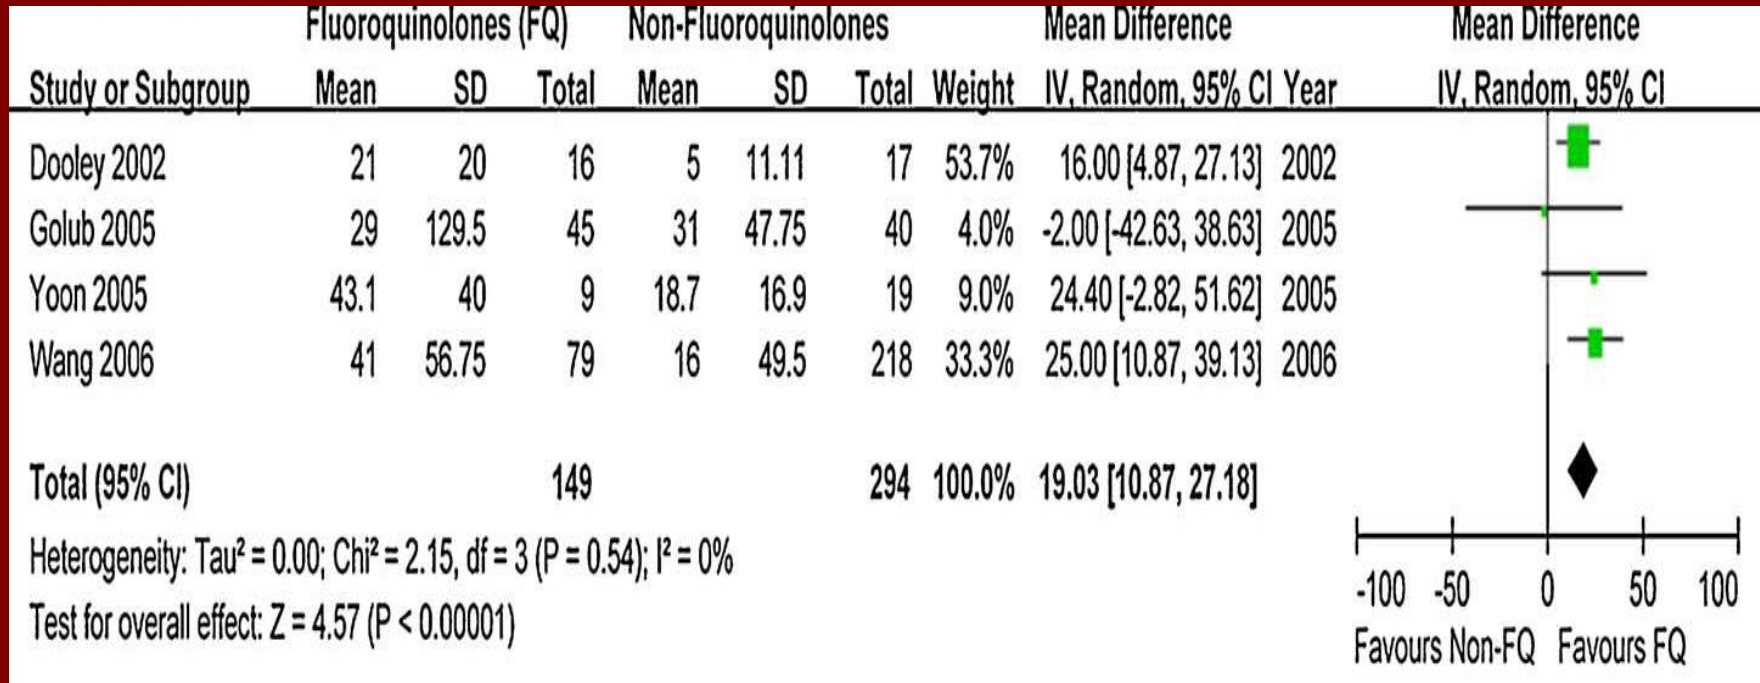 Fluoroquinolones (FQ) Non-Fluoroquinolones Mean Difference Mean Difference
Study or Subgroup Mean SD Total Mean SD Total Weight IV, Random, 95% CI Year IV, Random, 95% CI
Dooley 2002 21 20 16 5 11.11 17 53.7% 16.00 [4.87, 27.13] 2002
Golub 2005 29 129.5 45 31 47.75 40 4.0% -2.00 [-42.63, 38.63] 2005
Yoon 2005 43.1 40 9 18.7 16.9 19 9.0% 24.40 [-2.82, 51.62] 2005
Wang 2006 41 56.75 79 16 49.5 218 33.3% 25.00 [10.87, 39.13] 2006
Total (95% CI) 149 294 100.0% 19.03 [10.87, 27.18]
Heterogeneity: Tau² = 0.00; Chi² = 2.15, df = 3 (P = 0.54); I² = 0%
Test for overall effect: Z = 4.57 (P < 0.00001)
-100 -50 0 50 100
Favours Non-FQ Favours FQ